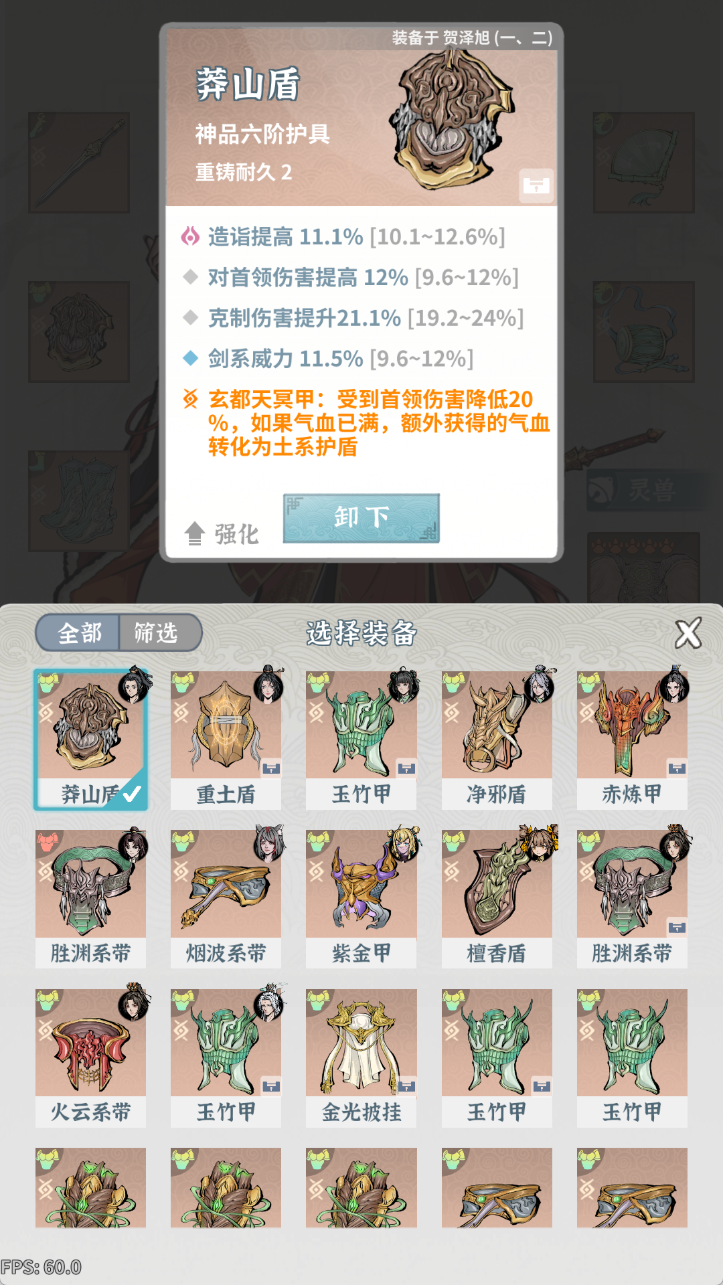 装备于 贺泽旭 (一、二)
莽山盾
神品六阶护具
重铸耐久 2
造诣提高 11.1% [10.1~12.6%]
对首领伤害提高 12% [9.6~12%]
克制伤害提升21.1% [19.2~24%]
剑系威力 11.5% [9.6~12%]
玄都天冥甲：受到首领伤害降低20
%，如果气血已满，额外获得的气血
转化为土系护盾
灵兽
强化
卸下
全部
筛选
选择装备
莽山盾
重土盾
玉竹甲
净邪盾
赤炼甲
胜渊系带
烟波系带
紫金甲
檀香盾
胜渊系带
火云系带
玉竹甲
金光披挂
玉竹甲
玉竹甲
FPS: 60.0